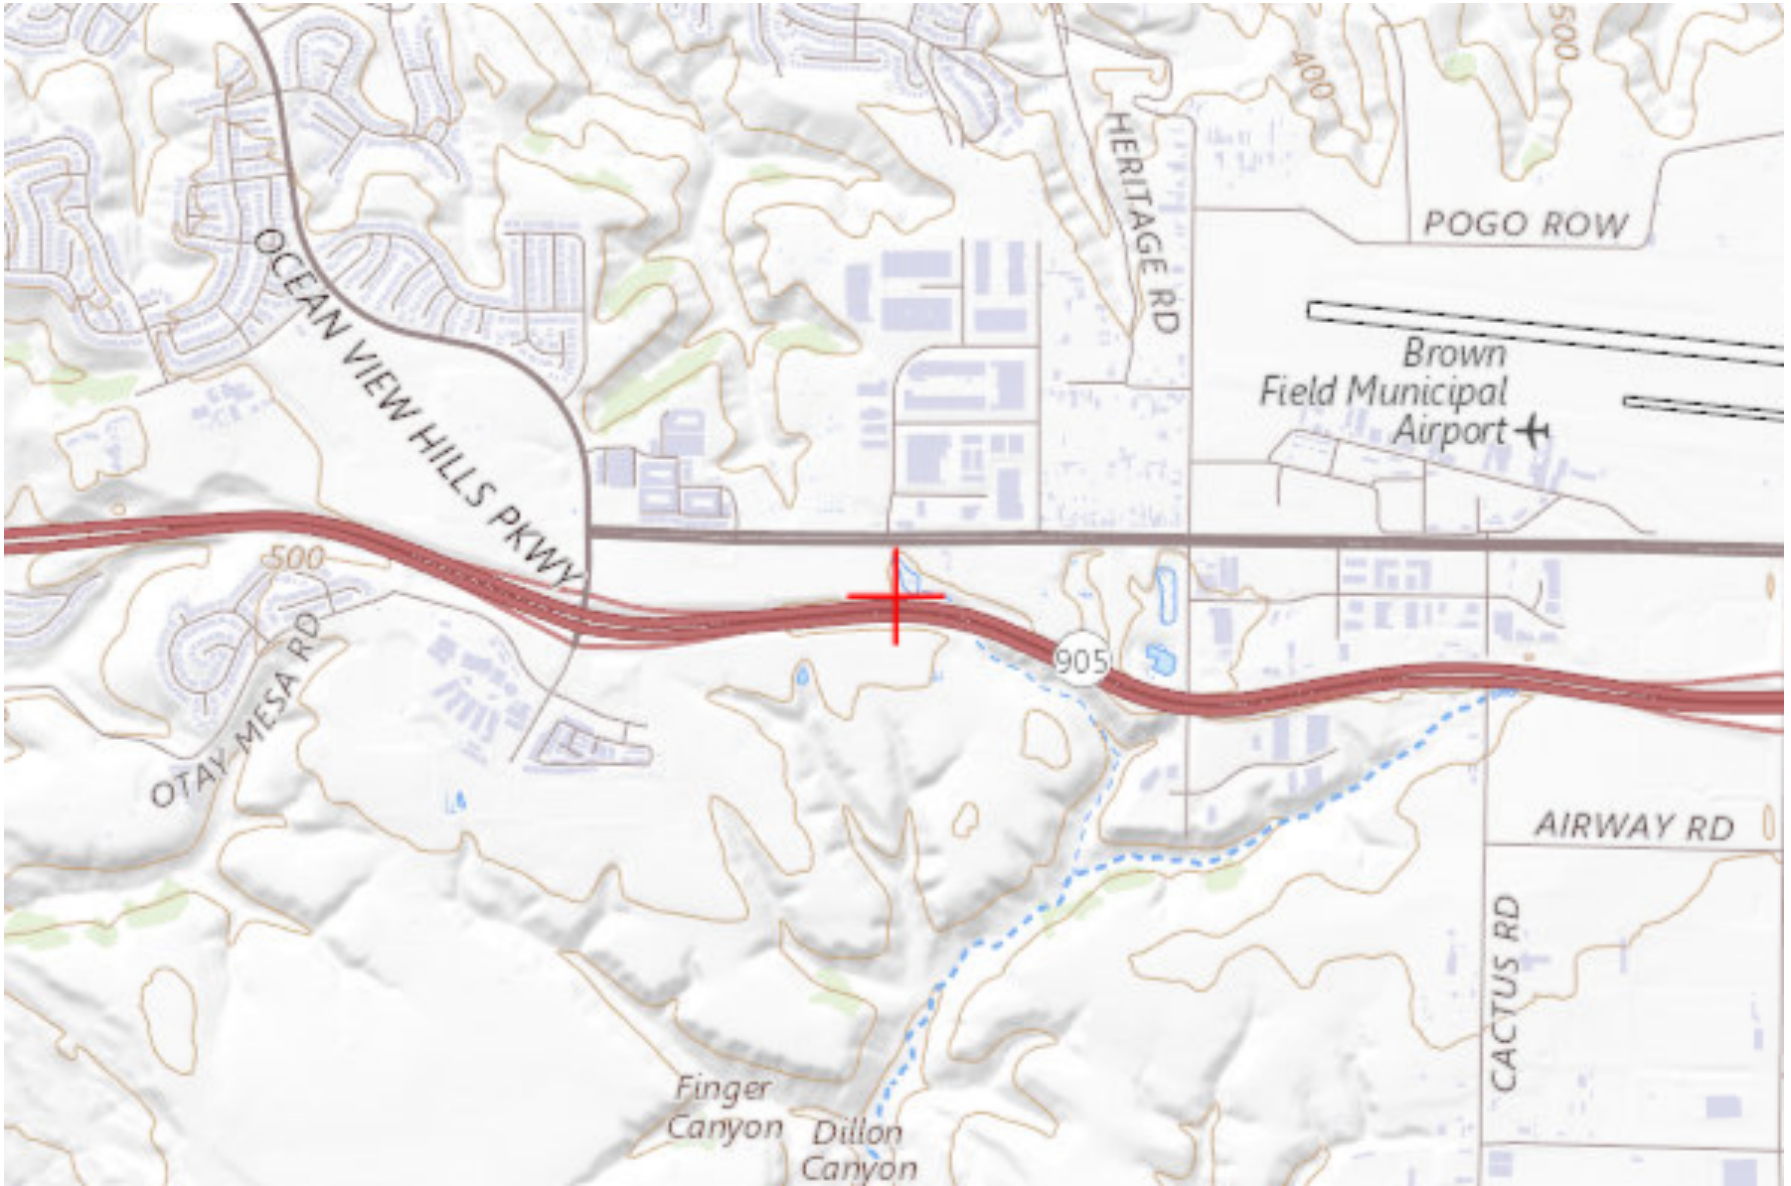 500
400
HERITAGE RD
POGO ROW
OCEAN VIEW HILLS PKWY
Brown
Field Municipal
Airport
500
OTAY MESA RD
905
AIRWAY RD
CACTUS RD
Finger
Canyon
Dillon
Canyon